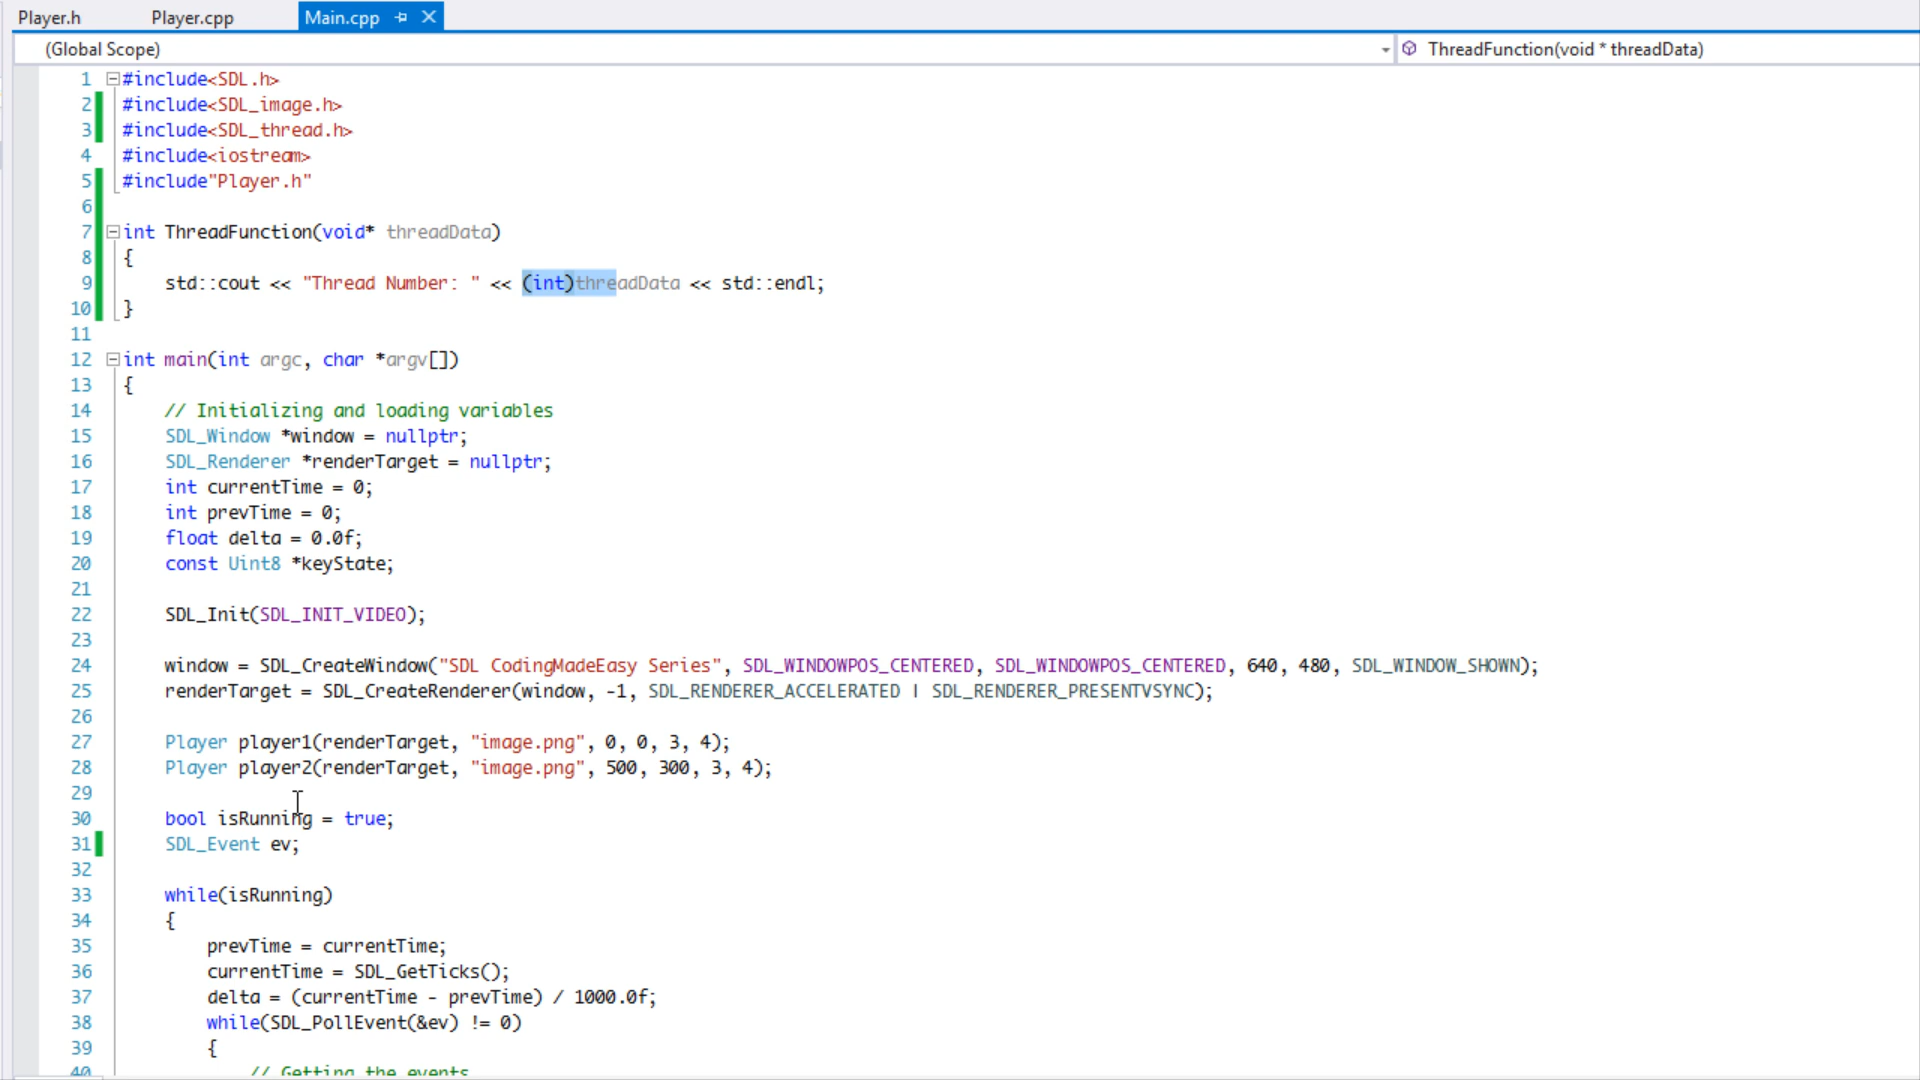 Player.h Player.cpp Main.cpp
(Global Scope) ThreadFunction(void * threadData)
1 #include<SDL.h>
2 #include<SDL_image.h>
3 #include<SDL_thread.h>
4 #include<iostream>
5 #include"Player.h"
6
7 int ThreadFunction(void* threadData)
8 {
9 std::cout << "Thread Number: " << (int)threadData << std::endl;
10 }
11
12 int main(int argc, char *argv[])
13 {
14 // Initializing and loading variables
15 SDL_Window *window = nullptr;
16 SDL_Renderer *renderTarget = nullptr;
17 int currentTime = 0;
18 int prevTime = 0;
19 float delta = 0.0f;
20 const Uint8 *keyState;
21
22 SDL_Init(SDL_INIT_VIDEO);
23
24 window = SDL_CreateWindow("SDL CodingMadeEasy Series", SDL_WINDOWPOS_CENTERED, SDL_WINDOWPOS_CENTERED, 640, 480, SDL_WINDOW_SHOWN);
25 renderTarget = SDL_CreateRenderer(window, -1, SDL_RENDERER_ACCELERATED | SDL_RENDERER_PRESENTVSYNC);
26
27 Player player1(renderTarget, "image.png", 0, 0, 3, 4);
28 Player player2(renderTarget, "image.png", 500, 300, 3, 4);
29
30 bool isRunning = true;
31 SDL_Event ev;
32
33 while(isRunning)
34 {
35 prevTime = currentTime;
36 currentTime = SDL_GetTicks();
37 delta = (currentTime - prevTime) / 1000.0f;
38 while(SDL_PollEvent(&ev) != 0)
39 {
40 // Getting the events